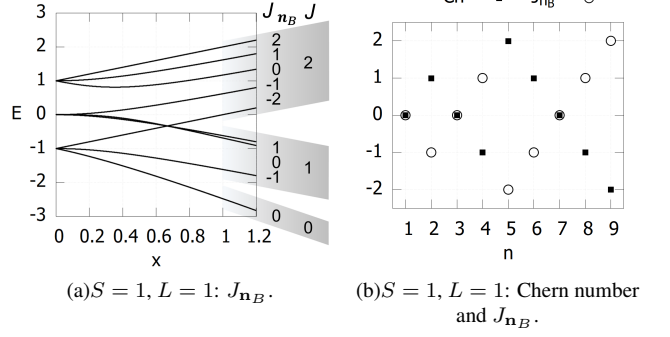 J_{n_B} J
3
2
1
0
-1
-2
-3
E
0 0.2 0.4 0.6 0.8 1 1.2
x
2
1
0
-1
-2
2
1
0
-1
1
0
0
2
1
0
-1
-2
1 2 3 4 5 6 7 8 9
n
(a)S = 1, L = 1: J_{n_B}.
(b)S = 1, L = 1: Chern number
and J_{n_B}.